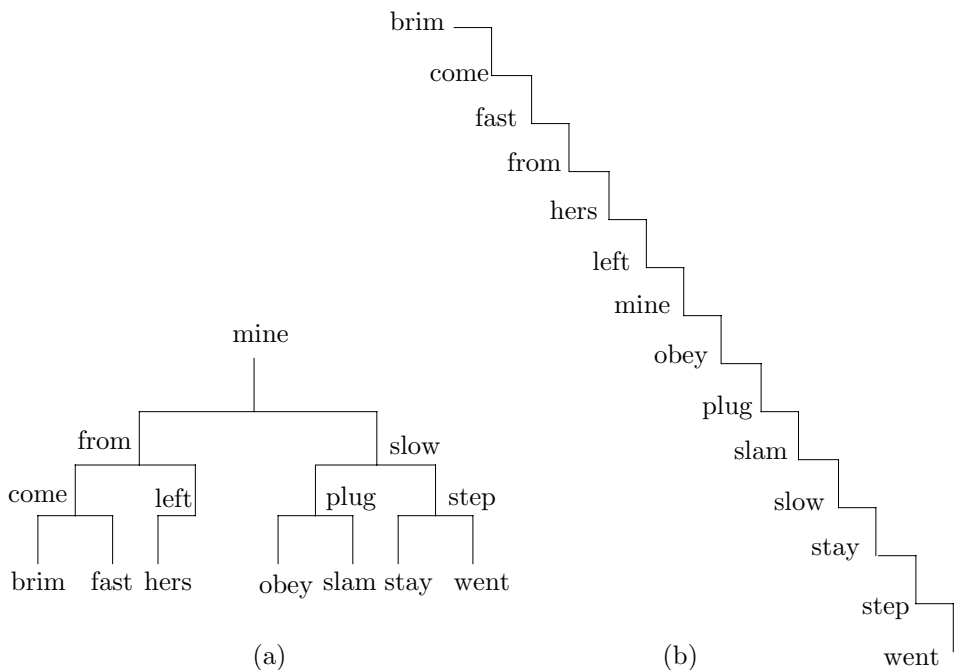 brim
come
fast
from
hers
left
mine
obey
plug
slam
slow
stay
step
went
mine
from slow
come left plug step
brim fast hers obey slam stay went
(a) (b)